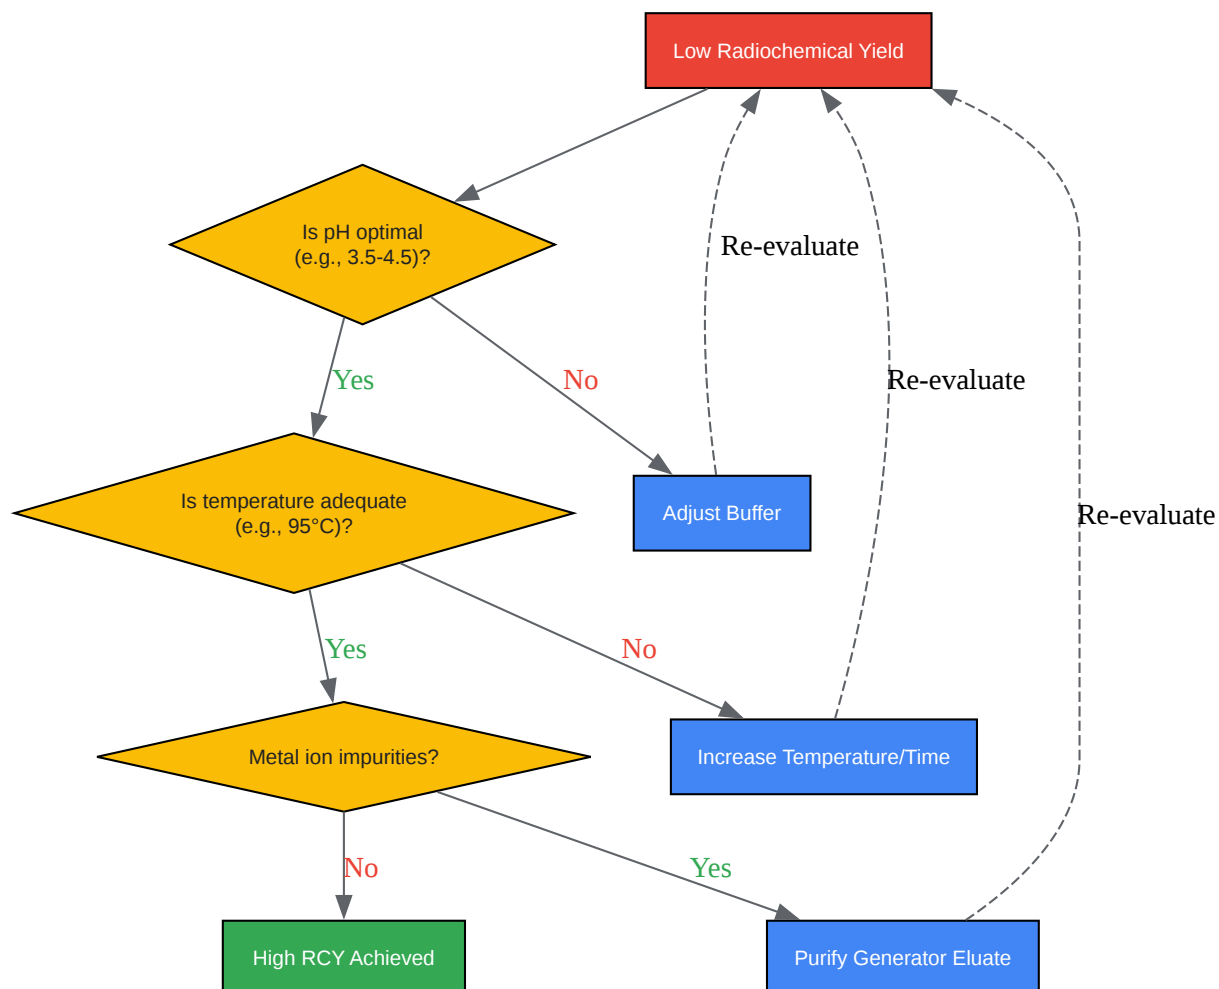 Low Radiochemical Yield
Is pH optimal
(e.g., 3.5-4.5)?
Re-evaluate
Yes
No
Re-evaluate
Is temperature adequate
(e.g., 95°C)?
Adjust Buffer
Re-evaluate
Yes
No
Metal ion impurities?
Increase Temperature/Time
No
Yes
High RCY Achieved
Purify Generator Eluate